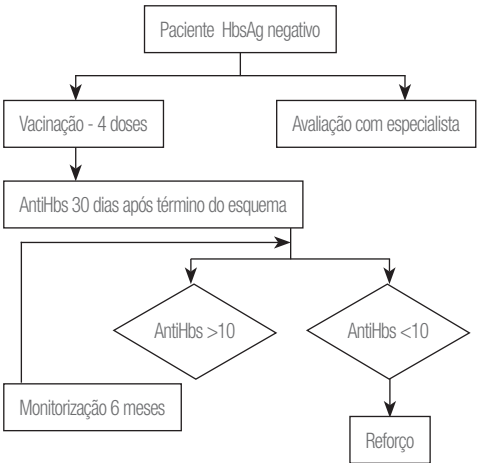 Paciente HbsAg negativo
Vacinação - 4 doses
Avaliação com especialista
AntiHbs 30 dias após término do esquema
AntiHbs >10
AntiHbs <10
Monitorização 6 meses
Reforço